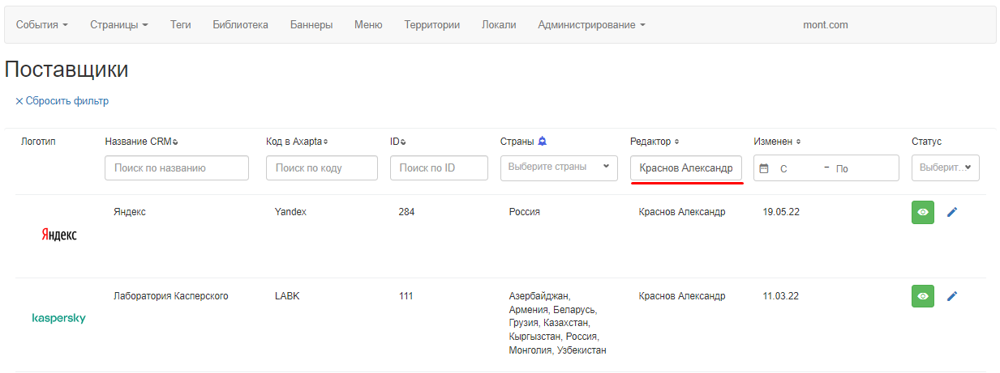 События Страницы Теги Библиотека Баннеры Меню Территории Локали Администрирование mont.com
Поставщики
× Сбросить фильтр
Логотип Название CRM Код в Axapta ID Страны Редактор Изменен Статус
Поиск по названию Поиск по коду Поиск по ID Выберите страны Краснов Александр С – По Выберит...
Яндекс Yandex 284 Россия Краснов Александр 19.05.22
Яндекс
Лаборатория Касперского LABK 111 Азербайджан, Краснов Александр 11.03.22
Армения, Беларусь,
kaspersky Грузия, Казахстан,
Кыргызстан, Россия,
Монголия, Узбекистан